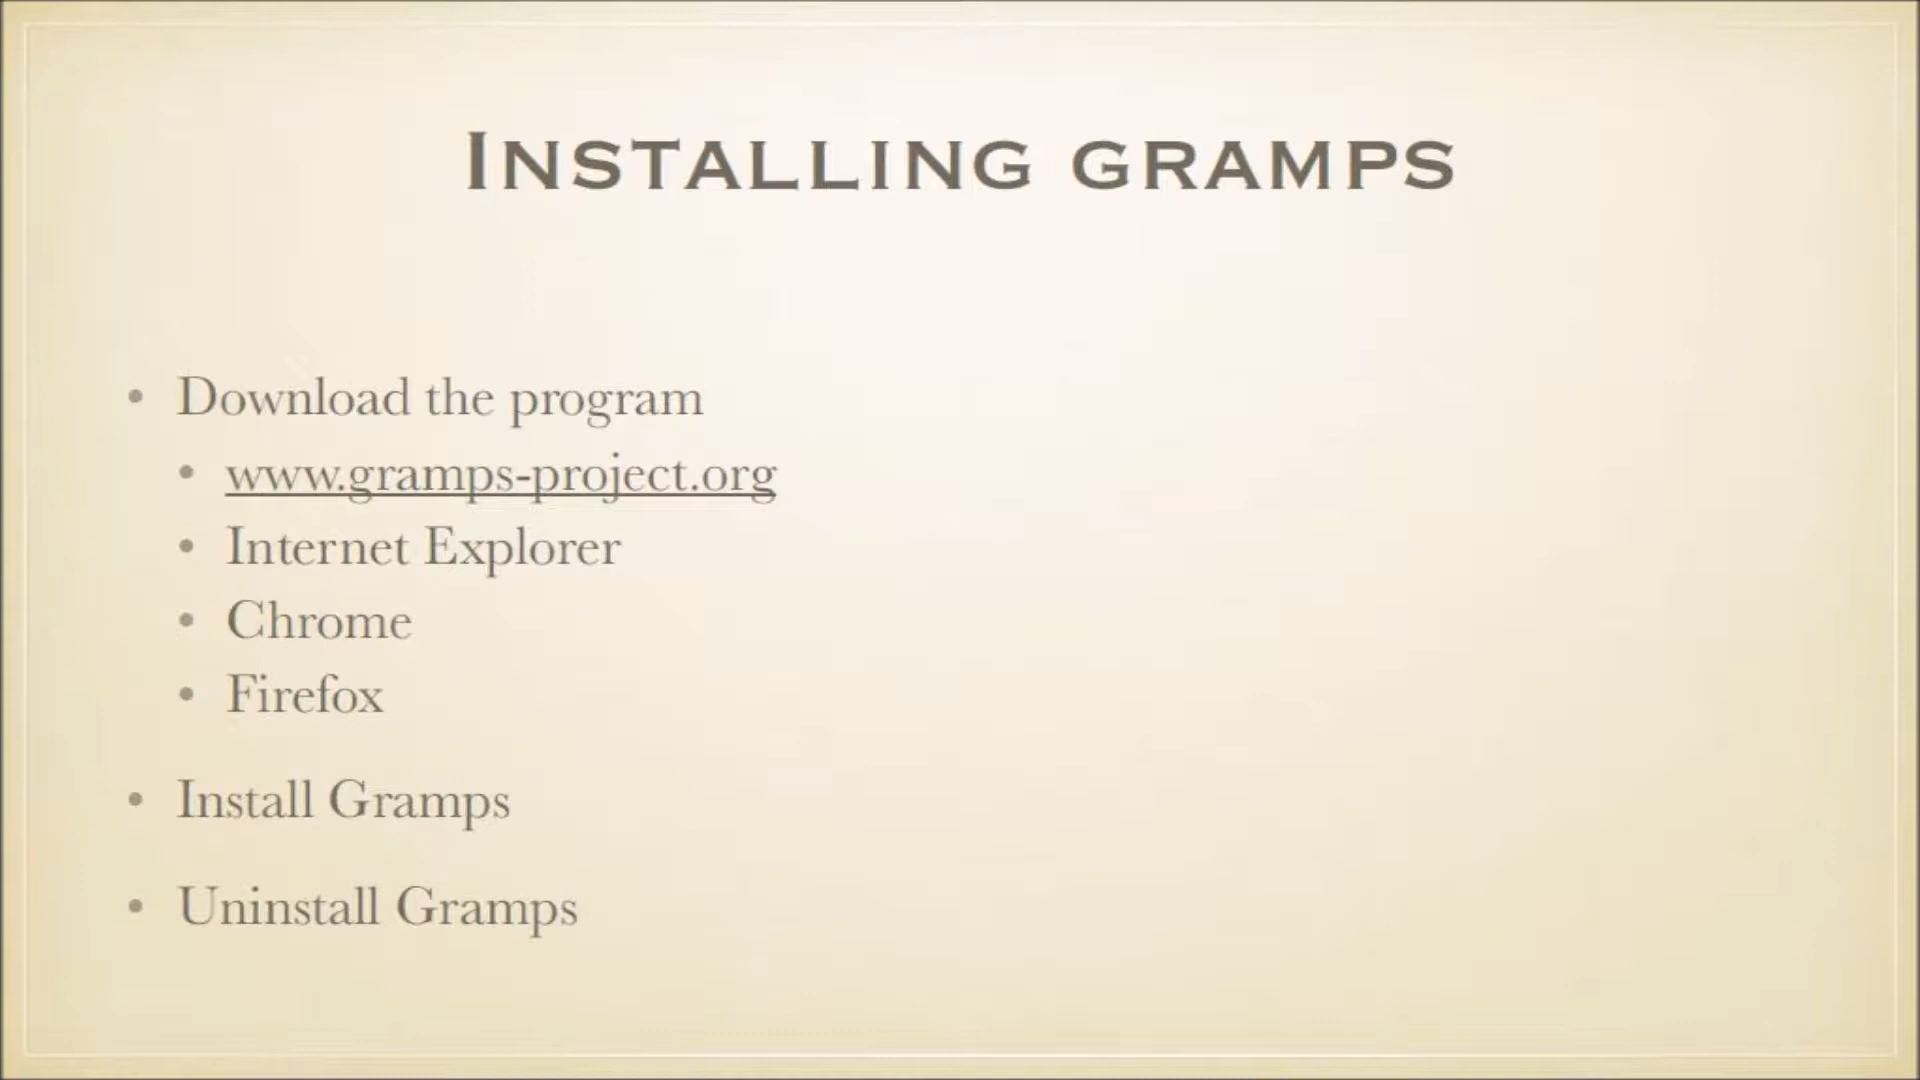 Installing gramps
• Download the program
• www.gramps-project.org
• Internet Explorer
• Chrome
• Firefox
• Install Gramps
• Uninstall Gramps